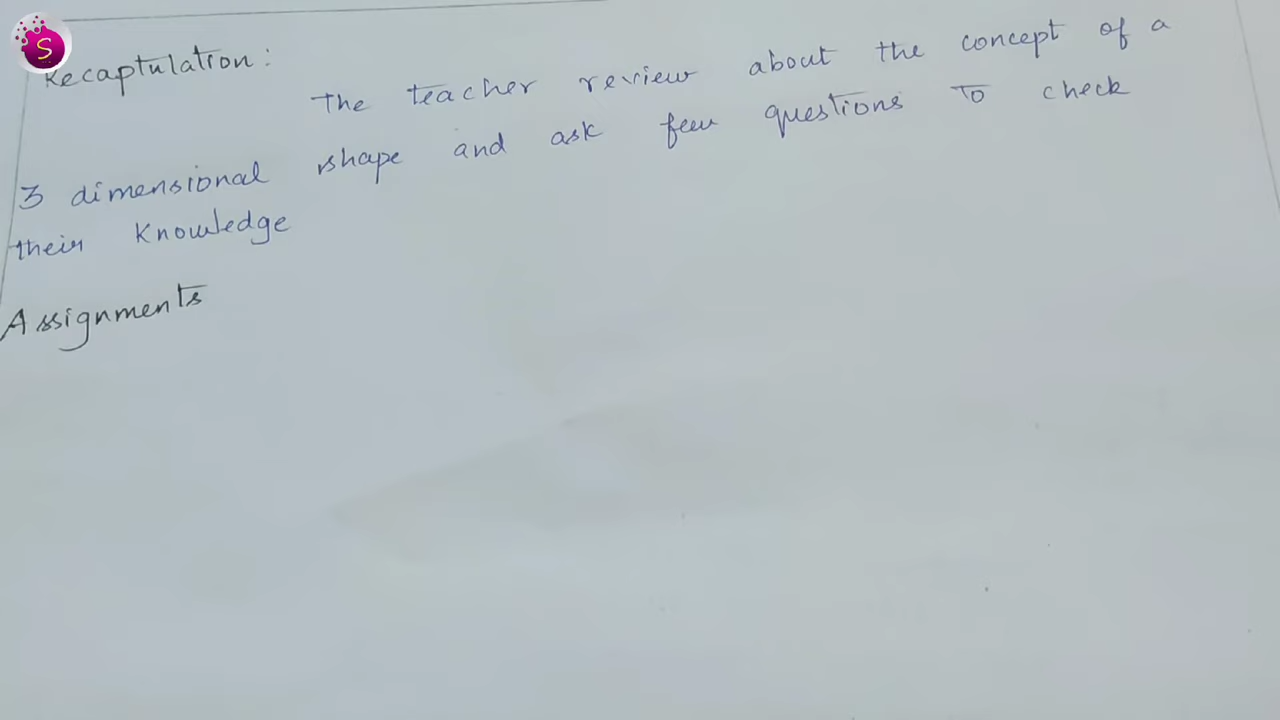 S
Recaptulation:
The teacher review about the concept of a
3 dimensional shape and ask few questions to check
their knowledge
Assignments